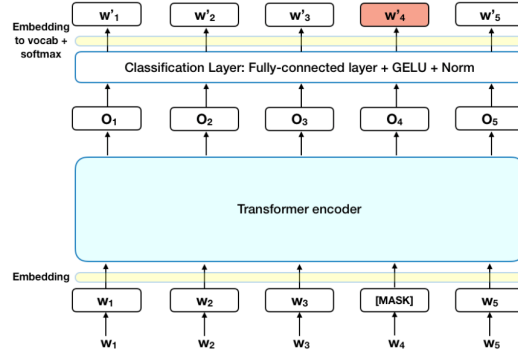 Embedding to vocab + softmax
w'₁ w'₂ w'₃ w'₄ w'₅
Classification Layer: Fully-connected layer + GELU + Norm
O₁ O₂ O₃ O₄ O₅
Transformer encoder
Embedding
W₁ W₂ W₃ [MASK] W₅
W₁ W₂ W₃ W₄ W₅